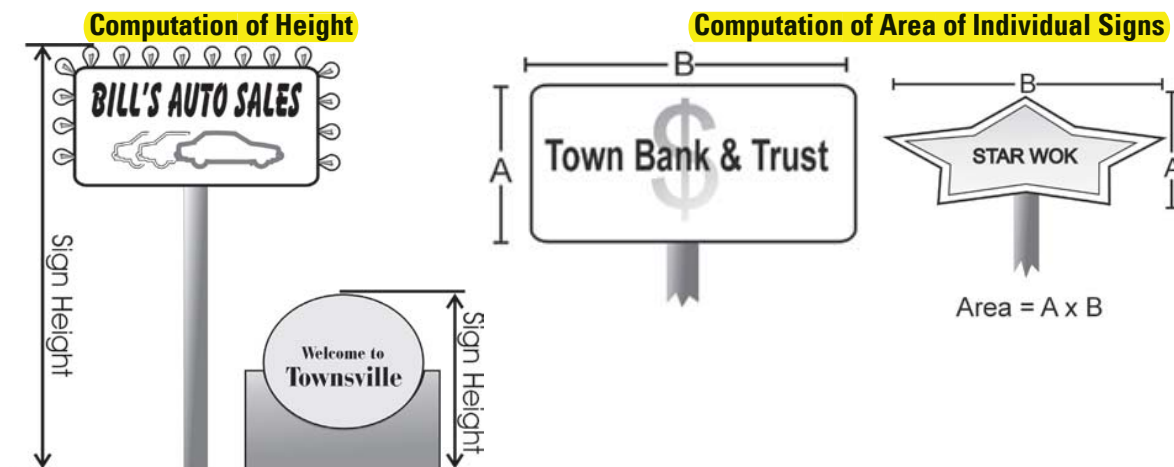 Computation of Height
Computation of Area of Individual Signs
BILL'S AUTO SALES
Sign Height
Welcome to
Townsville
Sign Height
B
A
$
Town Bank & Trust
B
A
STAR WOK
Area = A x B